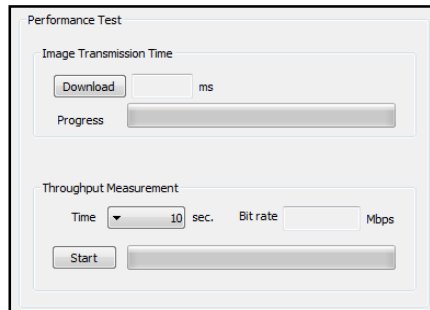 Performance Test
Image Transmission Time
Download ms
Progress
Throughput Measurement
Time 10 sec. Bit rate Mbps
Start